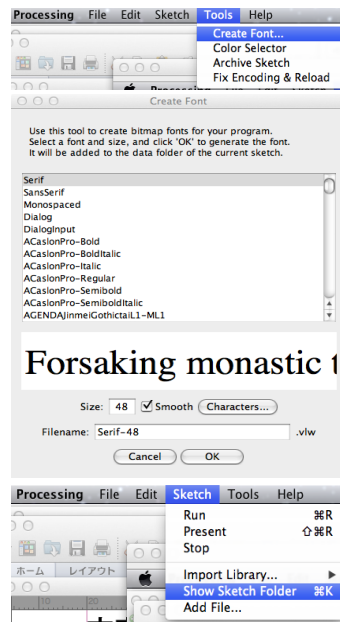 Processing File Edit Sketch Tools Help
Create Font...
Color Selector
Archive Sketch
Fix Encoding & Reload
Create Font
Use this tool to create bitmap fonts for your program.
Select a font and size, and click 'OK' to generate the font.
It will be added to the data folder of the current sketch.
Serif
SansSerif
Monospaced
Dialog
DialogInput
ACaslonPro-Bold
ACaslonPro-BoldItalic
ACaslonPro-Italic
ACaslonPro-Regular
ACaslonPro-Semibold
ACaslonPro-SemiboldItalic
AGENDAJinmeiGothictaiL1-ML1
Forsaking monastic t
Size: 48 Smooth Characters...
Filename: Serif-48 .vlw
Cancel OK
Processing File Edit Sketch Tools Help
Run ⌘R
Present ⇧⌘R
Stop
ホーム レイアウト
Import Library...
Show Sketch Folder ⌘K
Add File...
10 20